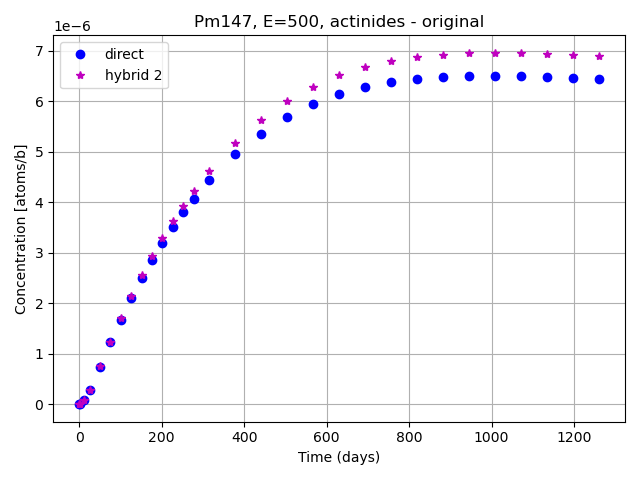 Pm147, E=500, actinides - original
1e−6
direct
hybrid 2
7
6
5
4
3
2
1
0
Concentration [atoms/b]
0 200 400 600 800 1000 1200
Time (days)